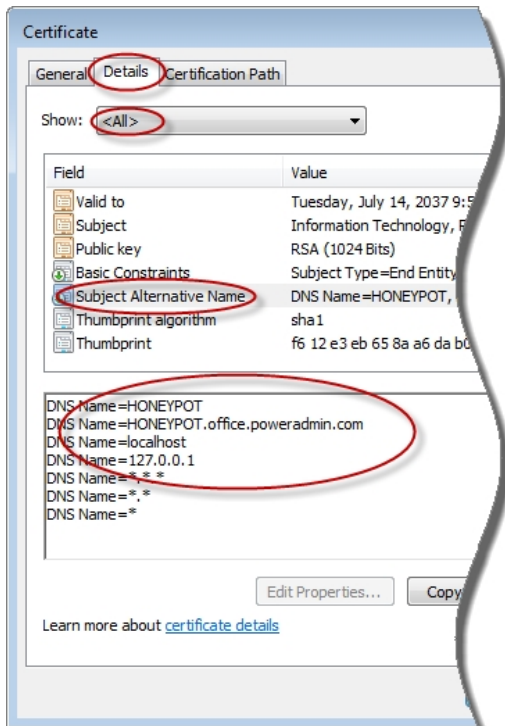 Certificate
General Details Certification Path
Show: <All>
Field Value
Valid to Tuesday, July 14, 2037 9:5
Subject Information Technology,
Public key RSA (1024 Bits)
Basic Constraints Subject Type=End Entity
Subject Alternative Name DNS Name=HONEYPOT,
Thumbprint algorithm sha1
Thumbprint f6 12 e3 eb 65 8a a6 da b0
DNS Name=HONEYPOT
DNS Name=HONEYPOT.office.poweradmin.com
DNS Name=localhost
DNS Name=127.0.0.1
DNS Name=*.*.*
DNS Name=*.*
DNS Name=*
Edit Properties... Copy
Learn more about certificate details